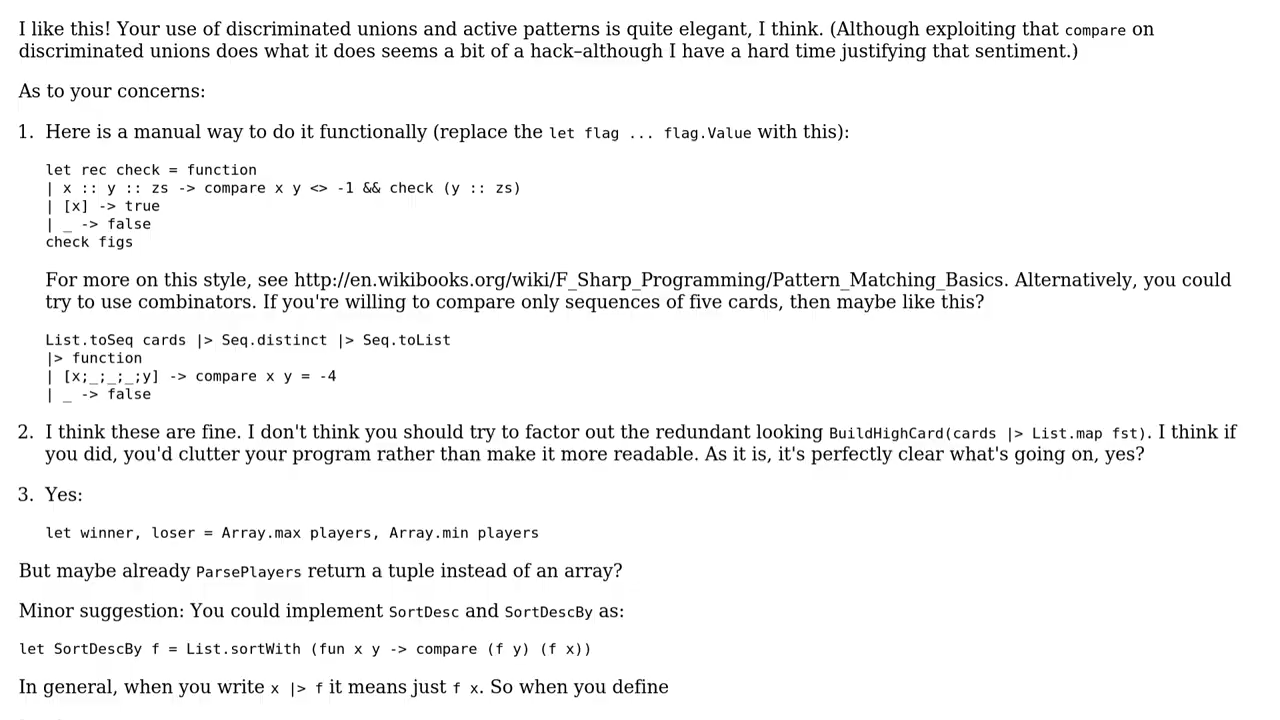 I like this! Your use of discriminated unions and active patterns is quite elegant, I think. (Although exploiting that compare on
discriminated unions does what it does seems a bit of a hack–although I have a hard time justifying that sentiment.)
As to your concerns:
1. Here is a manual way to do it functionally (replace the let flag ... flag.Value with this):
let rec check = function
| x :: y :: zs -> compare x y <> -1 && check (y :: zs)
| [x] -> true
| _ -> false
check figs
For more on this style, see http://en.wikibooks.org/wiki/F_Sharp_Programming/Pattern_Matching_Basics. Alternatively, you could
try to use combinators. If you're willing to compare only sequences of five cards, then maybe like this?
List.toSeq cards |> Seq.distinct |> Seq.toList
|> function
| [x;_;_;_;y] -> compare x y = -4
| _ -> false
2. I think these are fine. I don't think you should try to factor out the redundant looking BuildHighCard(cards |> List.map fst). I think if
you did, you'd clutter your program rather than make it more readable. As it is, it's perfectly clear what's going on, yes?
3. Yes:
let winner, loser = Array.max players, Array.min players
But maybe already ParsePlayers return a tuple instead of an array?
Minor suggestion: You could implement SortDesc and SortDescBy as:
let SortDescBy f = List.sortWith (fun x y -> compare (f y) (f x))
In general, when you write x |> f it means just f x. So when you define